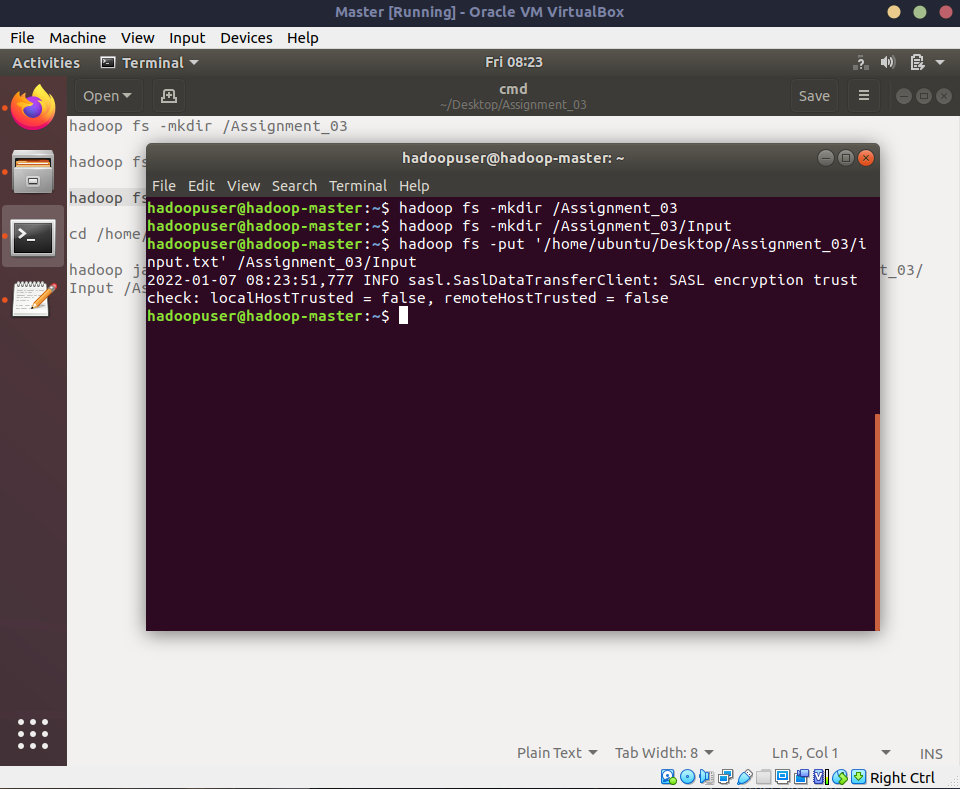 Master [Running] - Oracle VM VirtualBox
File Machine View Input Devices Help
Activities Terminal Fri 08:23
Open cmd Save
~/Desktop/Assignment_03
hadoop fs -mkdir /Assignment_03
hadoop fs
hadoop fs
cd /home/
hadoop ja t_03/
Input /As
hadoopuser@hadoop-master: ~
File Edit View Search Terminal Help
hadoopuser@hadoop-master:~$ hadoop fs -mkdir /Assignment_03
hadoopuser@hadoop-master:~$ hadoop fs -mkdir /Assignment_03/Input
hadoopuser@hadoop-master:~$ hadoop fs -put '/home/ubuntu/Desktop/Assignment_03/i
nput.txt' /Assignment_03/Input
2022-01-07 08:23:51,777 INFO sasl.SaslDataTransferClient: SASL encryption trust
check: localHostTrusted = false, remoteHostTrusted = false
hadoopuser@hadoop-master:~$
Plain Text Tab Width: 8 Ln 5, Col 1 INS
Right Ctrl